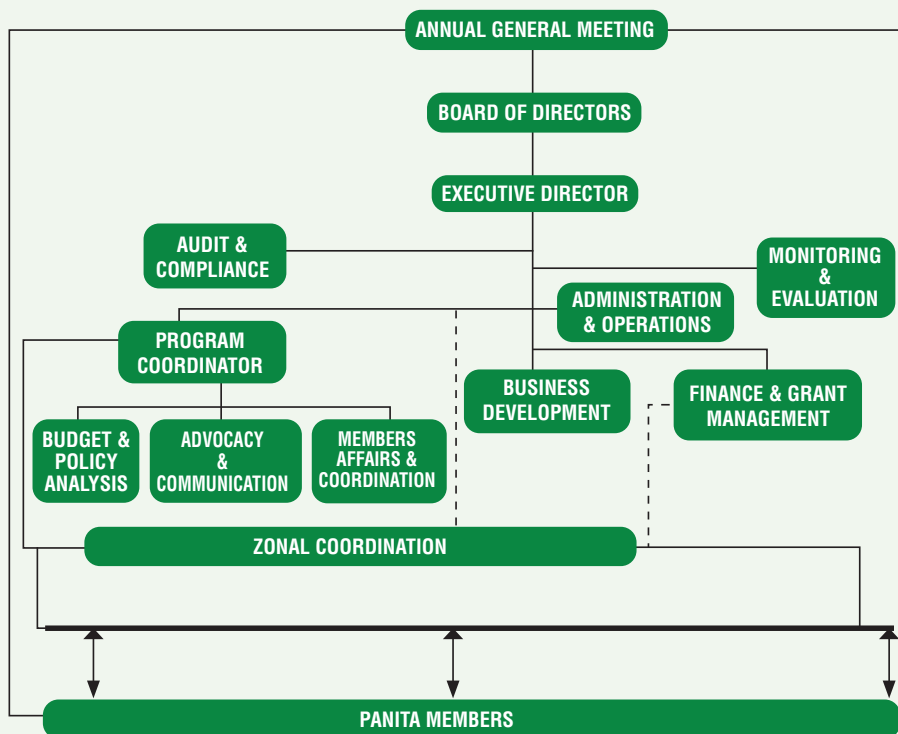 ANNUAL GENERAL MEETING
BOARD OF DIRECTORS
EXECUTIVE DIRECTOR
AUDIT &
COMPLIANCE
MONITORING
&
EVALUATION
ADMINISTRATION
& OPERATIONS
PROGRAM
COORDINATOR
BUSINESS
DEVELOPMENT
FINANCE & GRANT
MANAGEMENT
BUDGET &
POLICY
ANALYSIS
ADVOCACY
&
COMMUNICATION
MEMBERS
AFFAIRS &
COORDINATION
ZONAL COORDINATION
PANITA MEMBERS